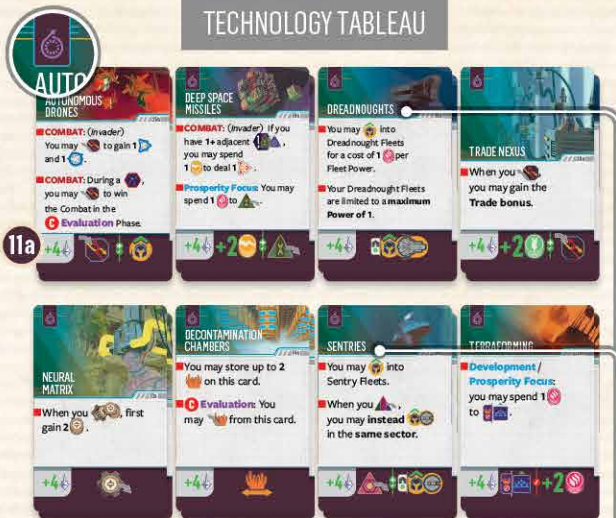 TECHNOLOGY TABLEAU
AUTO
AUTONOMOUS
DRONES
COMBAT: (Invader)
You may to gain 1
and 1 .
COMBAT: During a ,
you may to win
the Combat in the
C Evaluation Phase.
+4
DEEP SPACE
MISSILES
COMBAT: (Invader) If you
have 1+ adjacent ,
you may spend
1 to deal 1 .
Prosperity Focus: You may
spend 1 to .
+4 +2
DREADNOUGHTS
You may into
Dreadnought Fleets
for a cost of 1 per
Fleet Power.
Your Dreadnought Fleets
are limited to a maximum
Power of 1.
+4
TRADE NEXUS
When you
you may gain the
Trade bonus.
+4 +2
11a
NEURAL
MATRIX
When you , first
gain 2 .
+4
DECONTAMINATION
CHAMBERS
You may store up to 2
on this card.
C Evaluation: You
may from this card.
+4
SENTRIES
You may into
Sentry Fleets.
When you ,
you may instead
in the same sector.
+4
TERRAFORMING
Development /
Prosperity Focus:
you may spend 1
to .
+4 +2